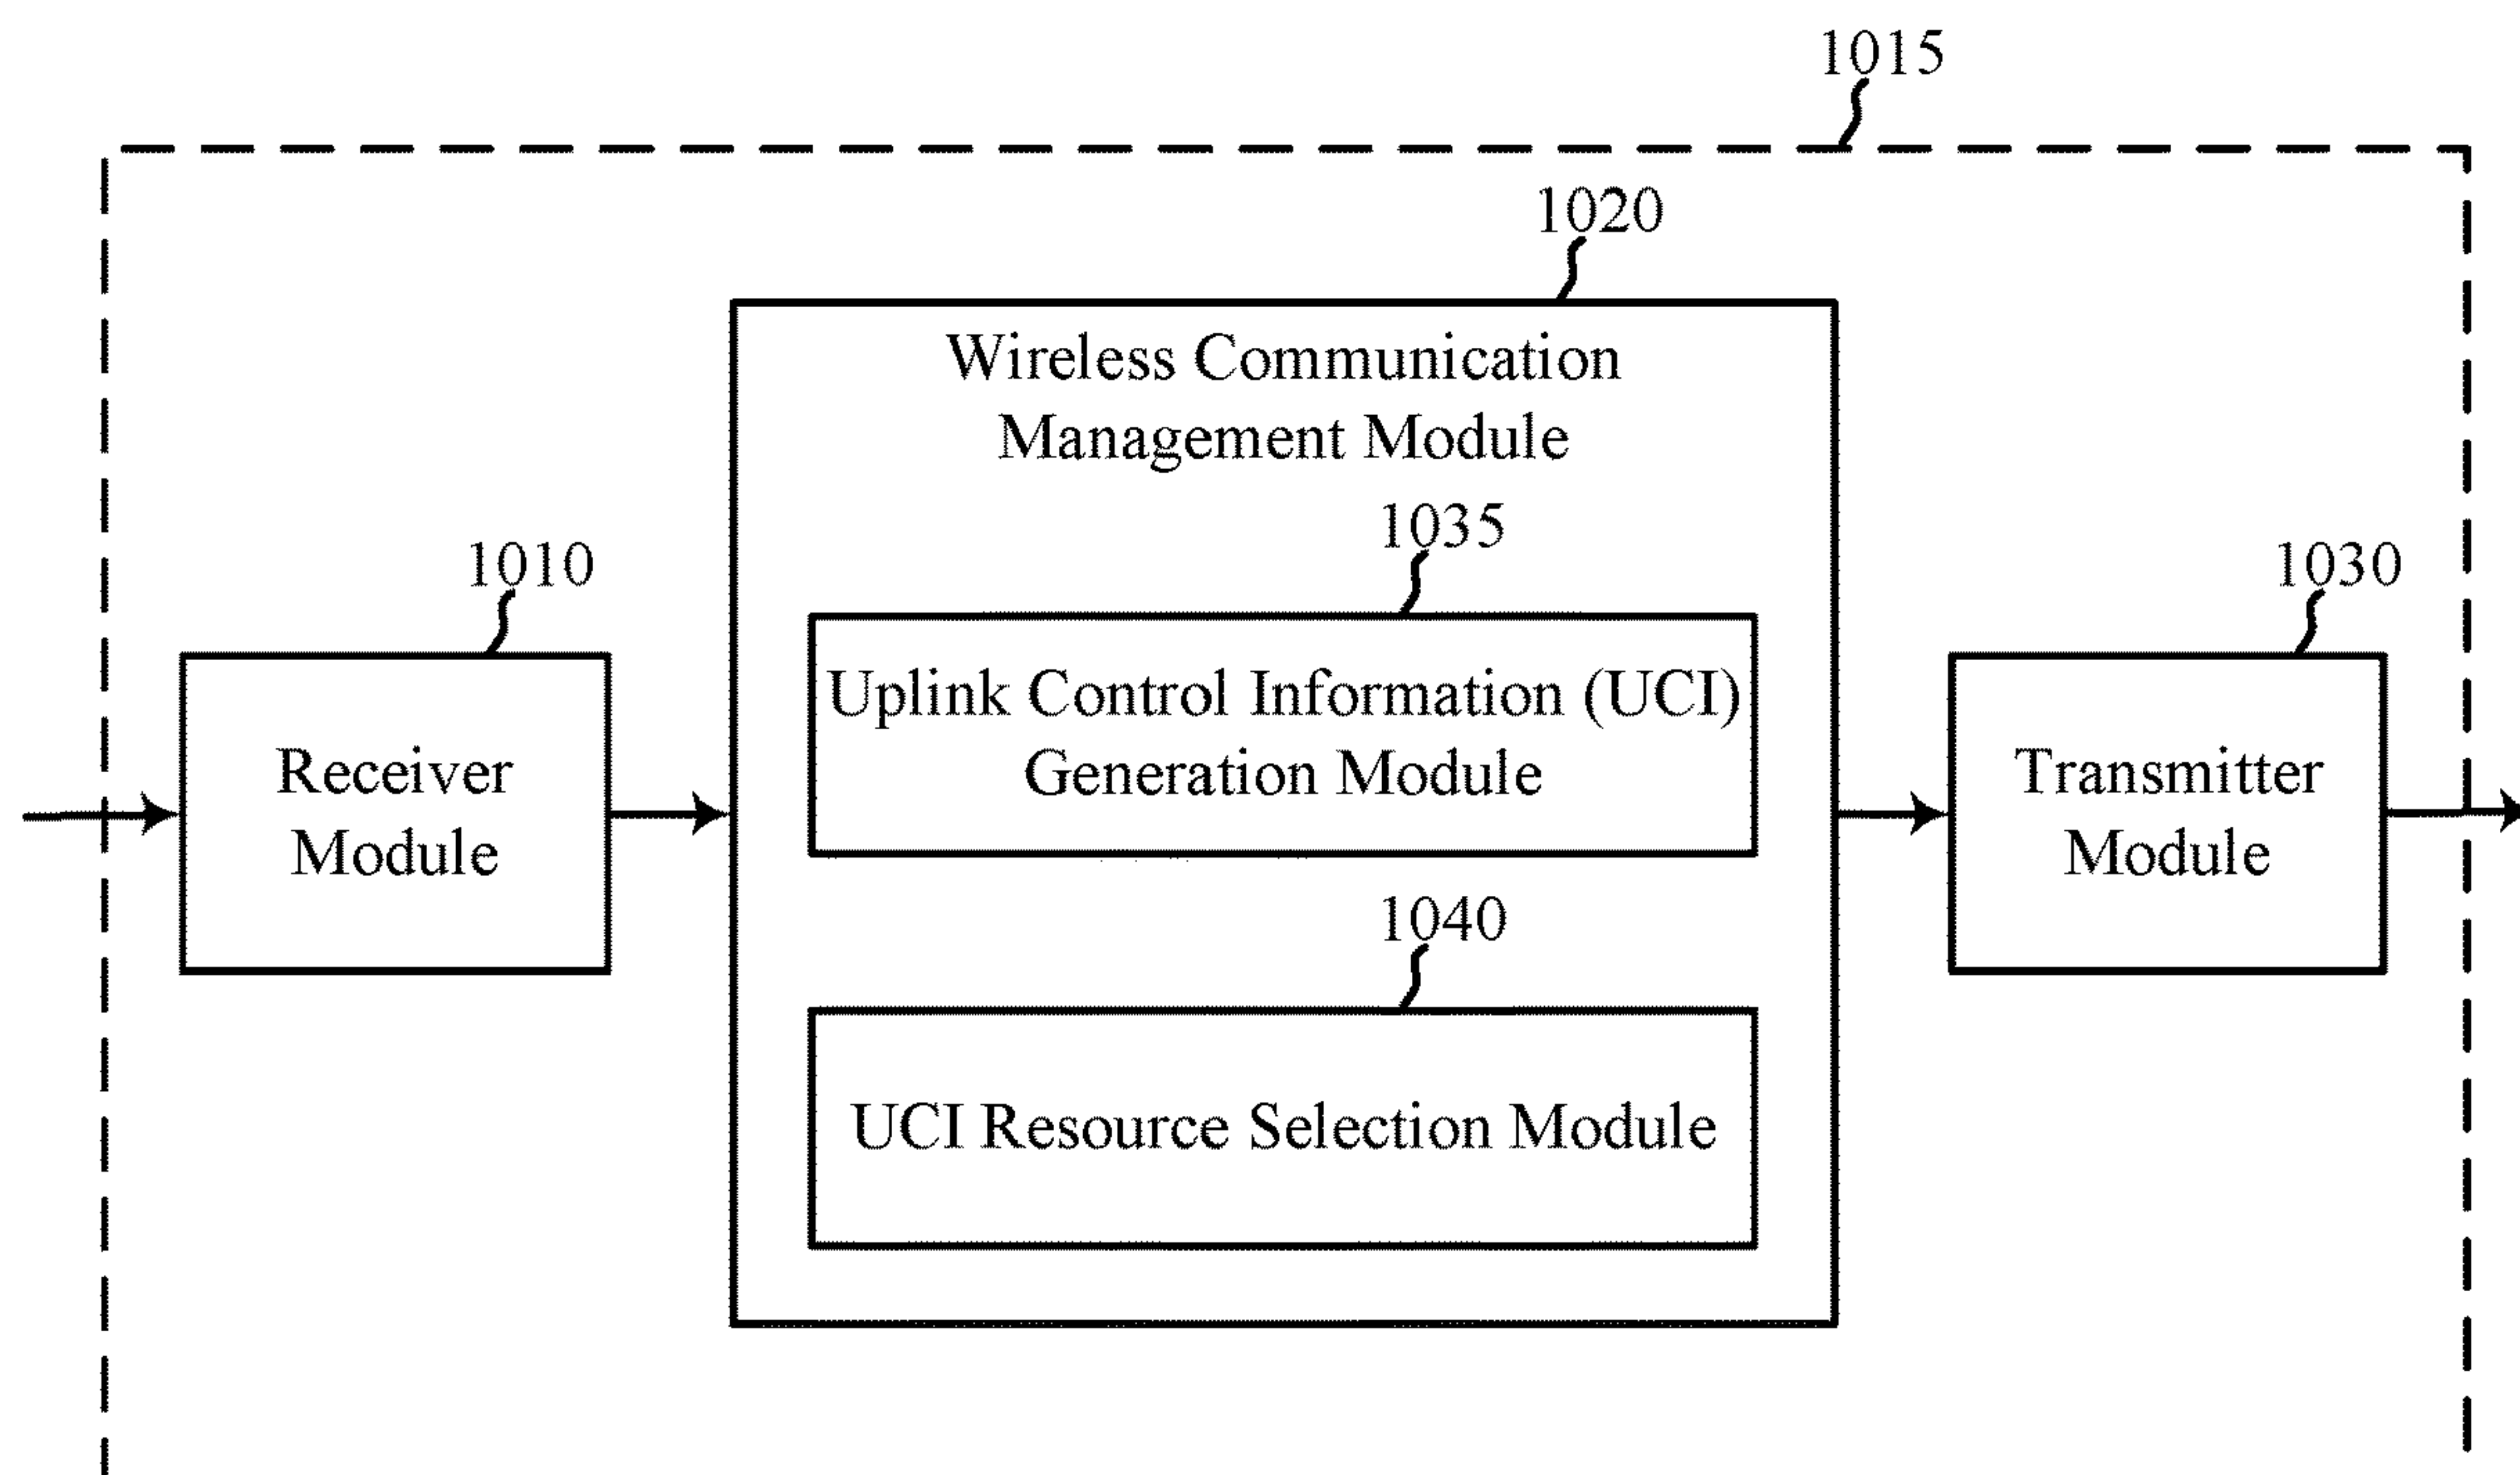 1015
1020
Wireless Communication
Management Module
1035
1010
1030
Uplink Control Information (UCI)
Generation Module
Receiver
Module
Transmitter
Module
1040
UCI Resource Selection Module